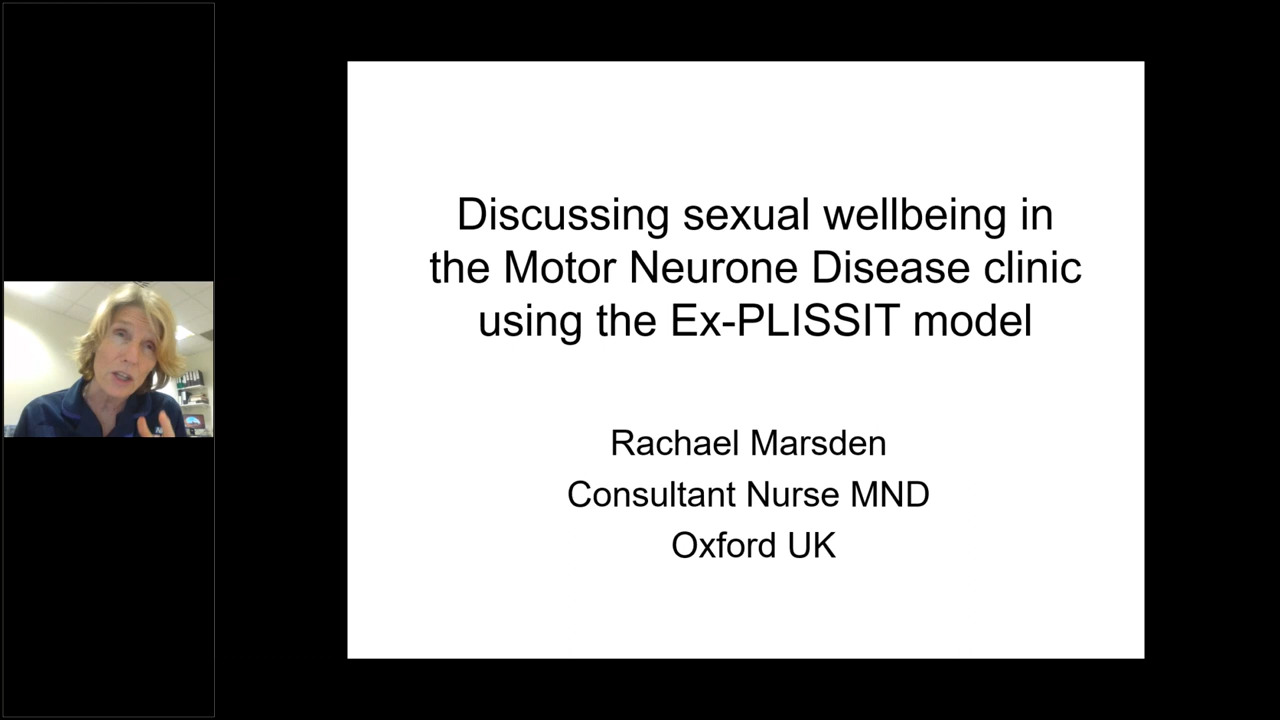 Discussing sexual wellbeing in
the Motor Neurone Disease clinic
using the Ex-PLISSIT model
Rachael Marsden
Consultant Nurse MND
Oxford UK